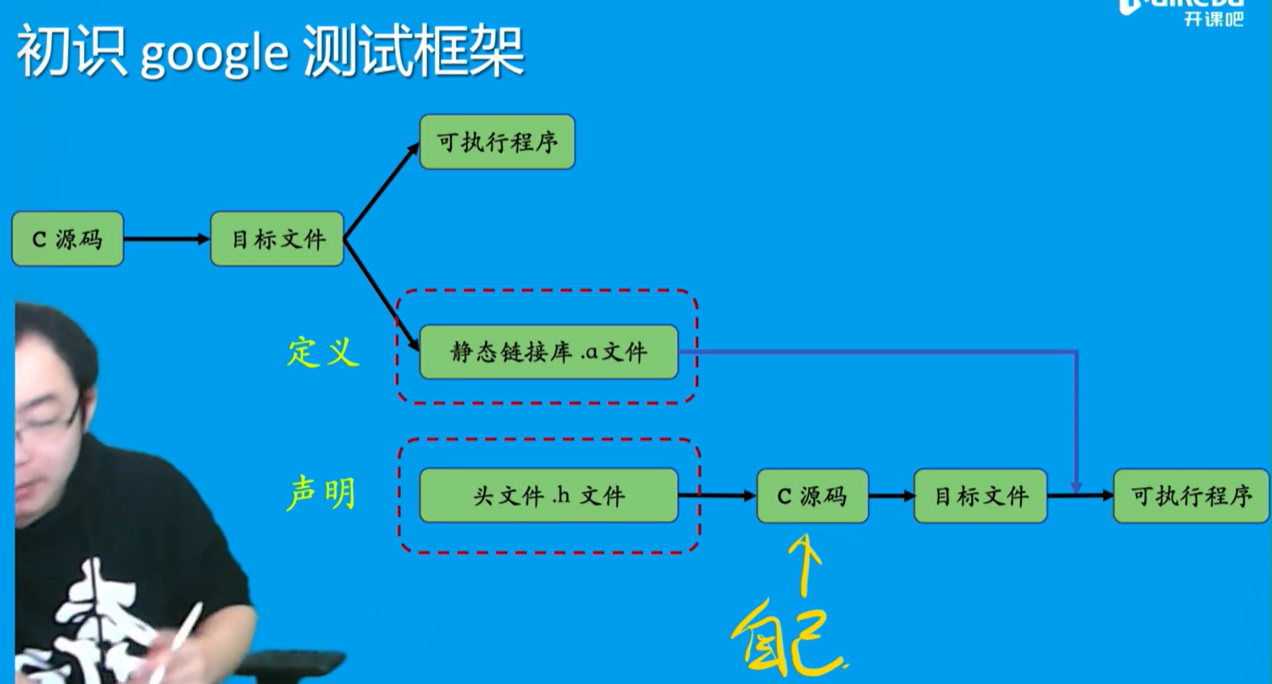 开课吧
初识 google 测试框架
可执行程序
C 源码
目标文件
定义
静态链接库 .a文件
声明
头文件 .h 文件
C 源码
目标文件
可执行程序
自己